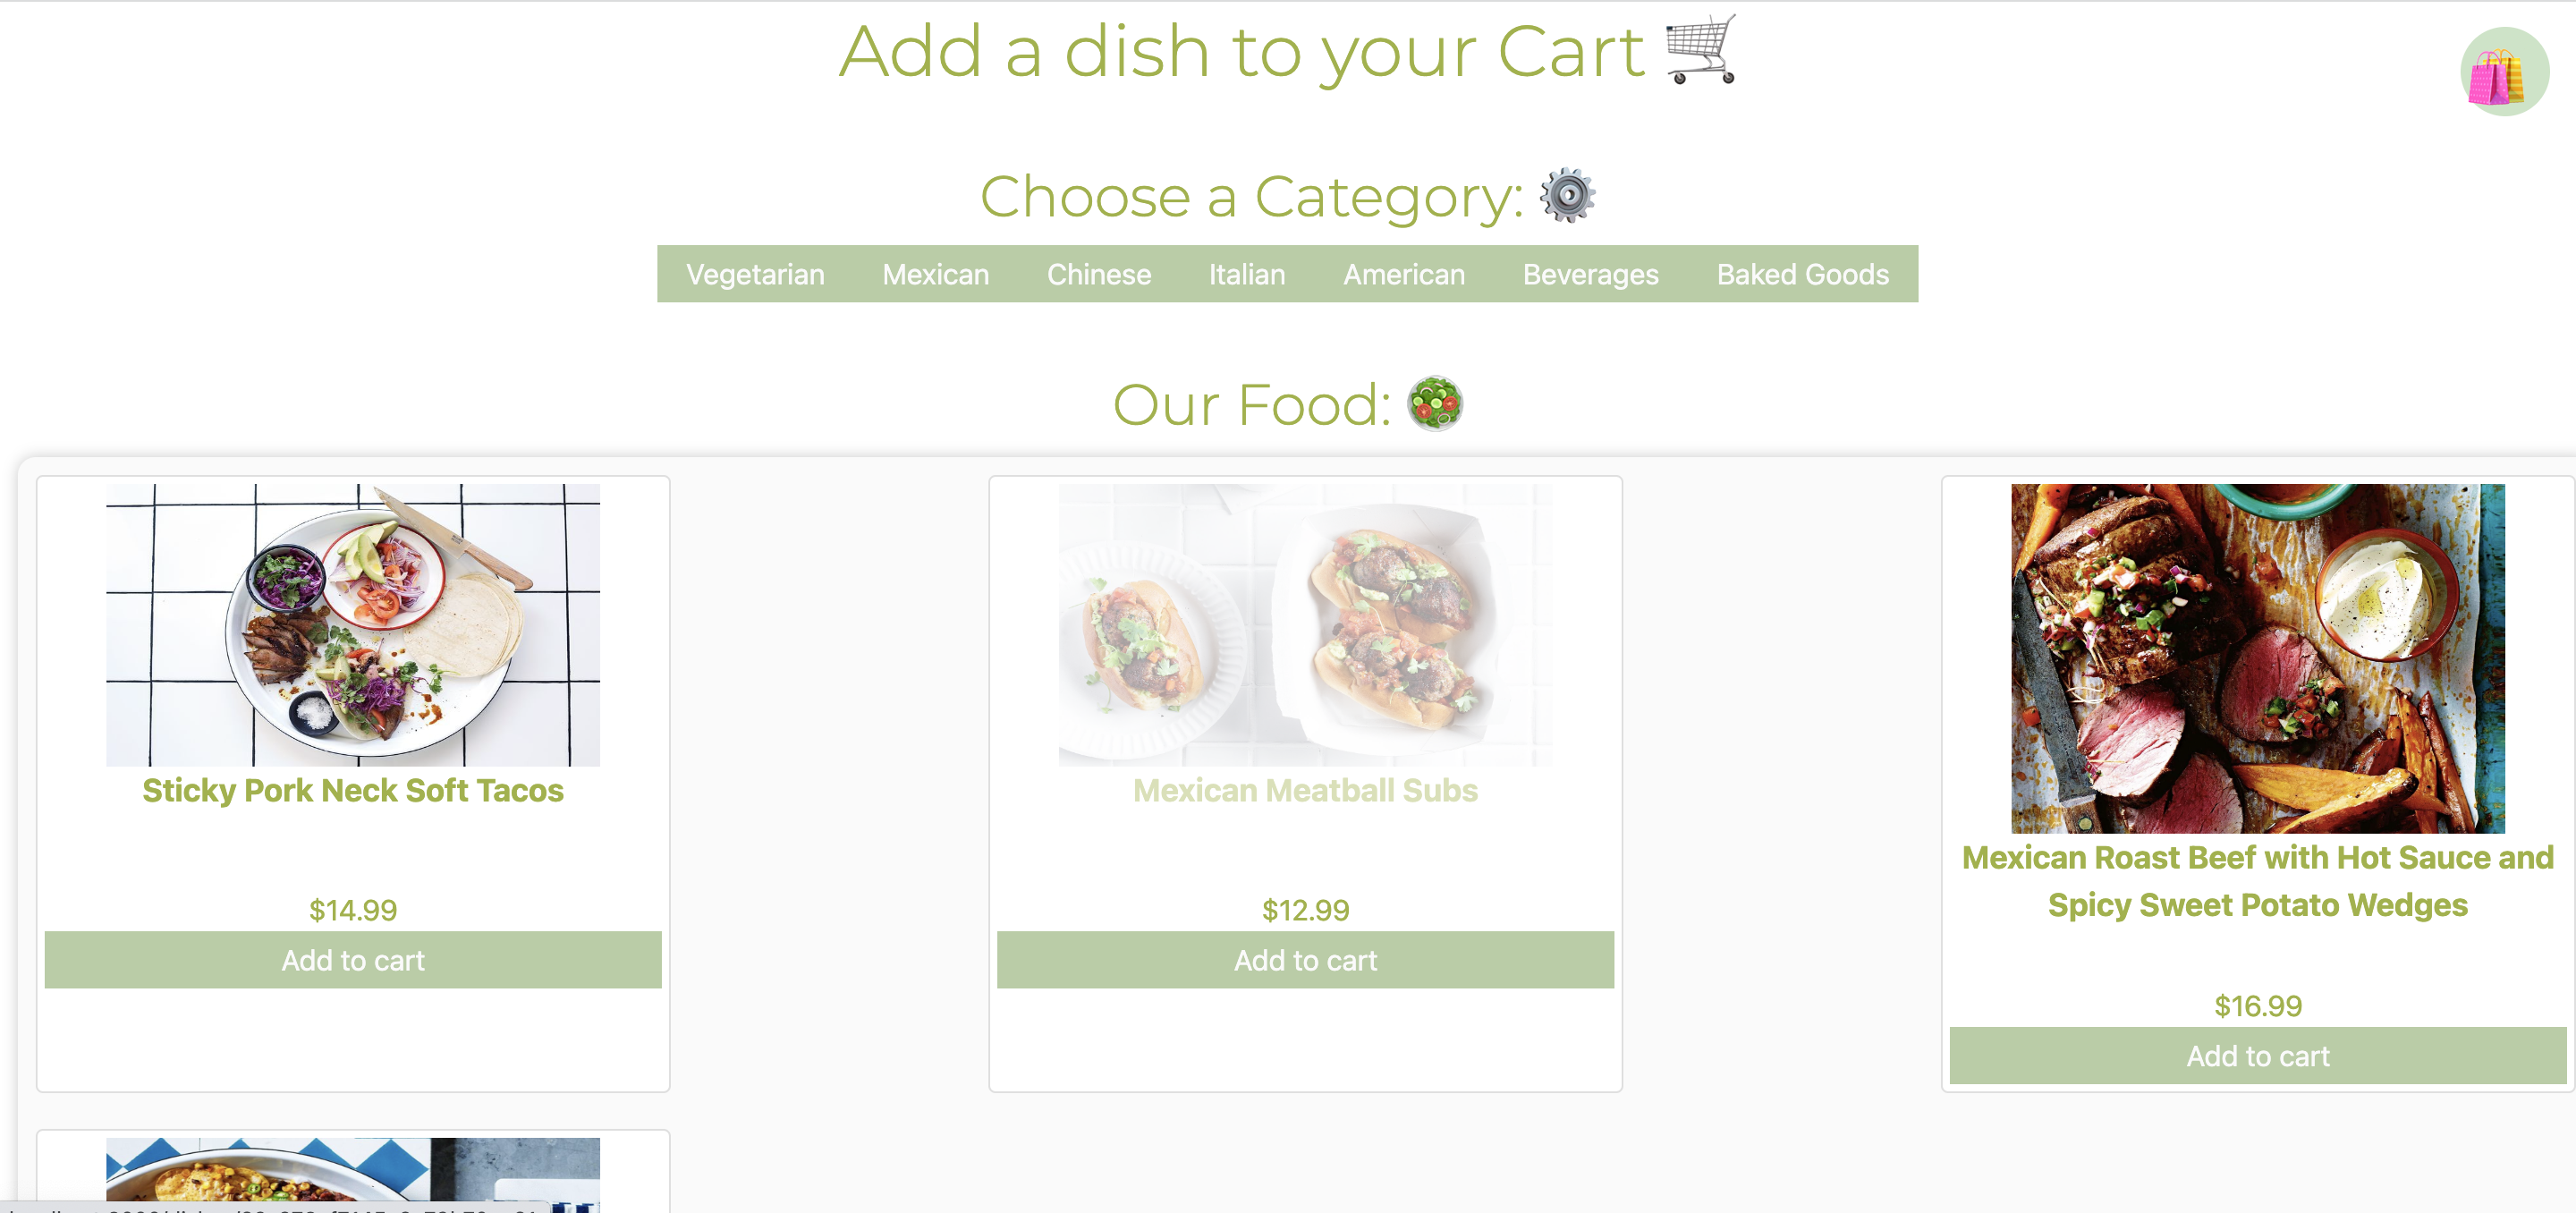 Add a dish to your Cart
Choose a Category:
Vegetarian Mexican Chinese Italian American Beverages Baked Goods
Our Food:
Sticky Pork Neck Soft Tacos
$14.99
Add to cart
Mexican Meatball Subs
$12.99
Add to cart
Mexican Roast Beef with Hot Sauce and
Spicy Sweet Potato Wedges
$16.99
Add to cart